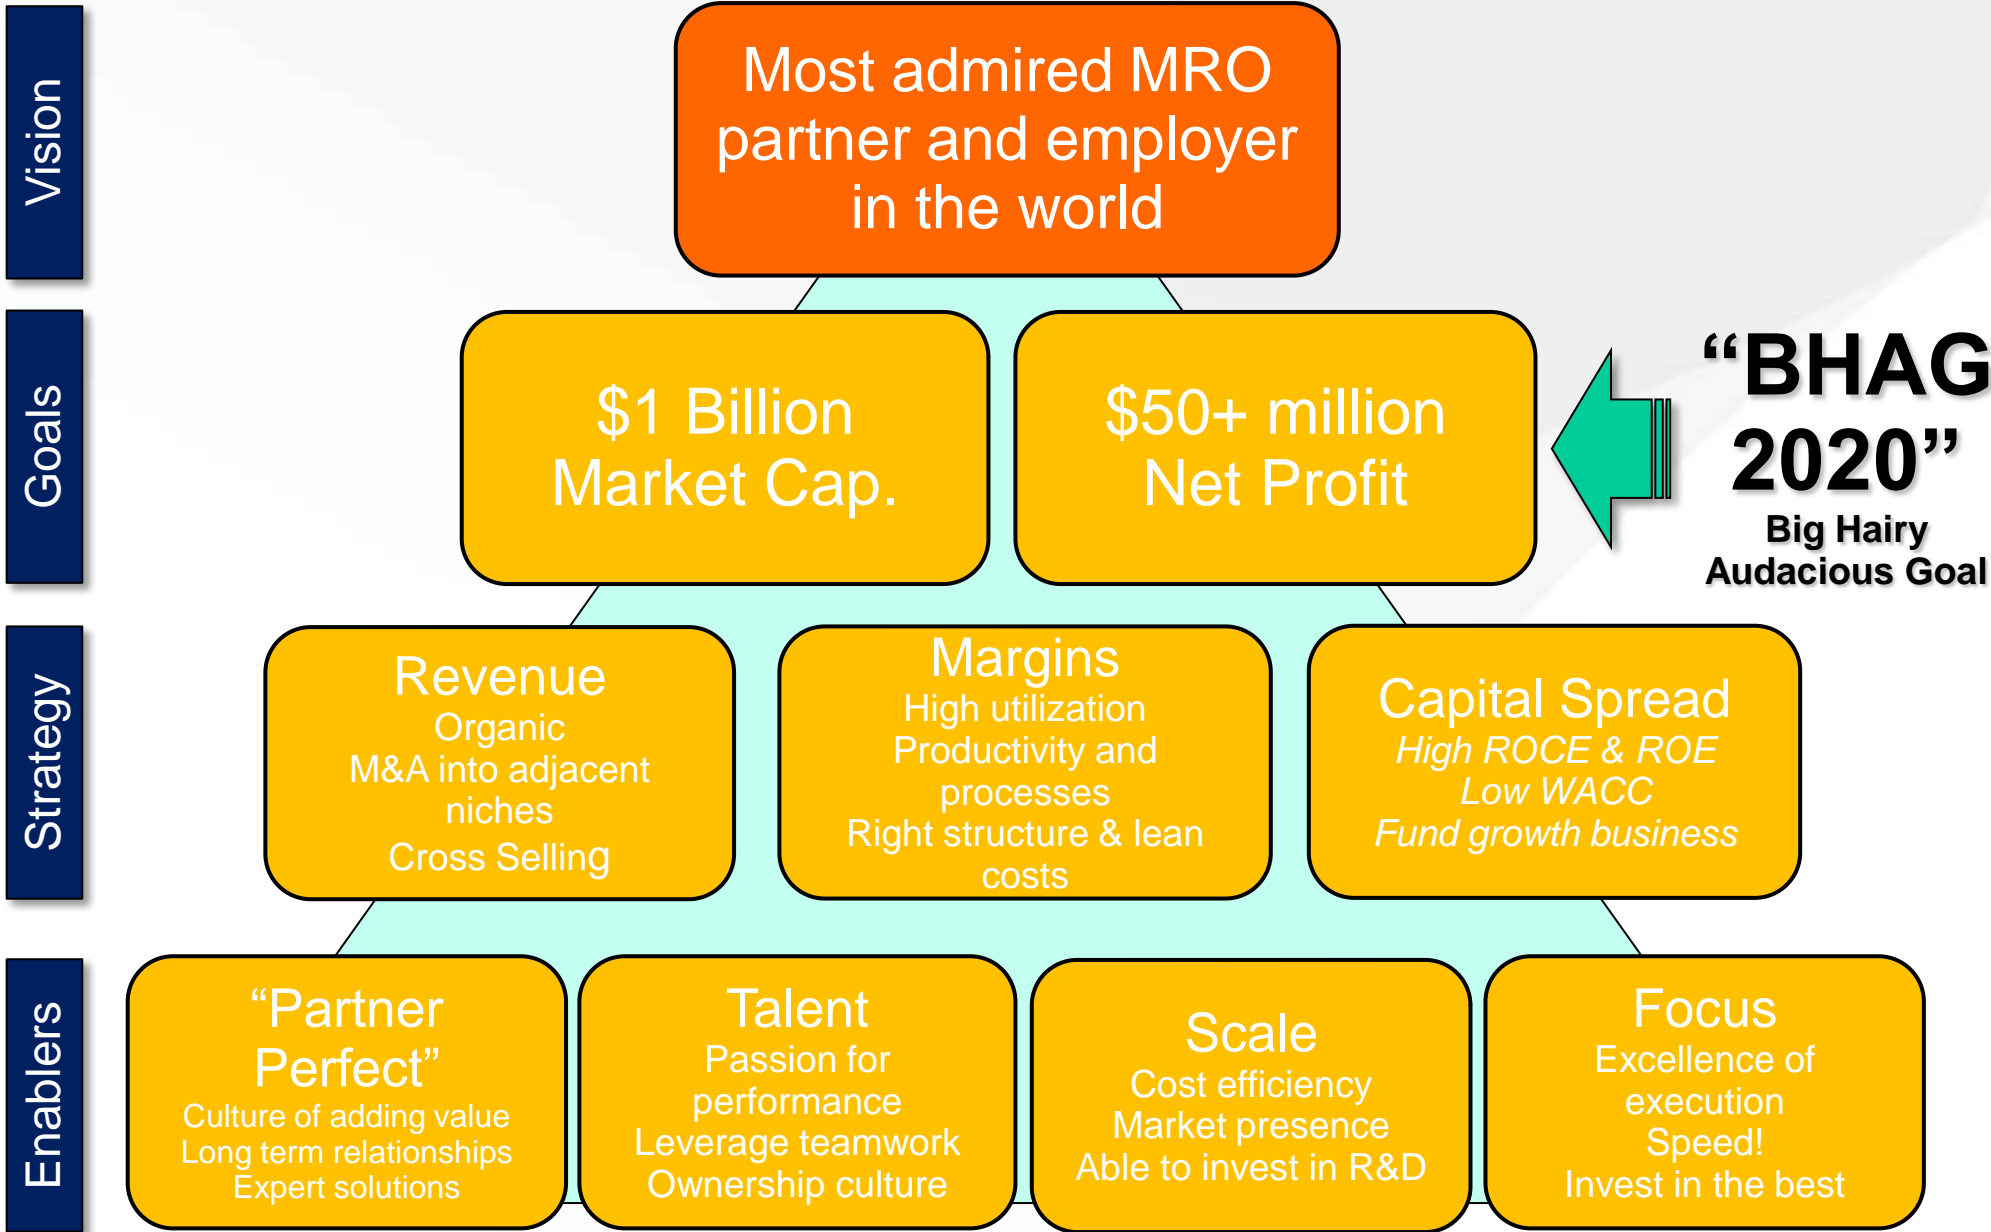 Vision
Most admired MRO
partner and employer
in the world
Goals
$1 Billion
Market Cap.
$50+ million
Net Profit
“BHAG
2020”
Big Hairy
Audacious Goal
Strategy
Revenue
Organic
M&A into adjacent
niches
Cross Selling
Margins
High utilization
Productivity and
processes
Right structure & lean
costs
Capital Spread
High ROCE & ROE
Low WACC
Fund growth business
Enablers
“Partner
Perfect”
Culture of adding value
Long term relationships
Expert solutions
Talent
Passion for
performance
Leverage teamwork
Ownership culture
Scale
Cost efficiency
Market presence
Able to invest in R&D
Focus
Excellence of
execution
Speed!
Invest in the best